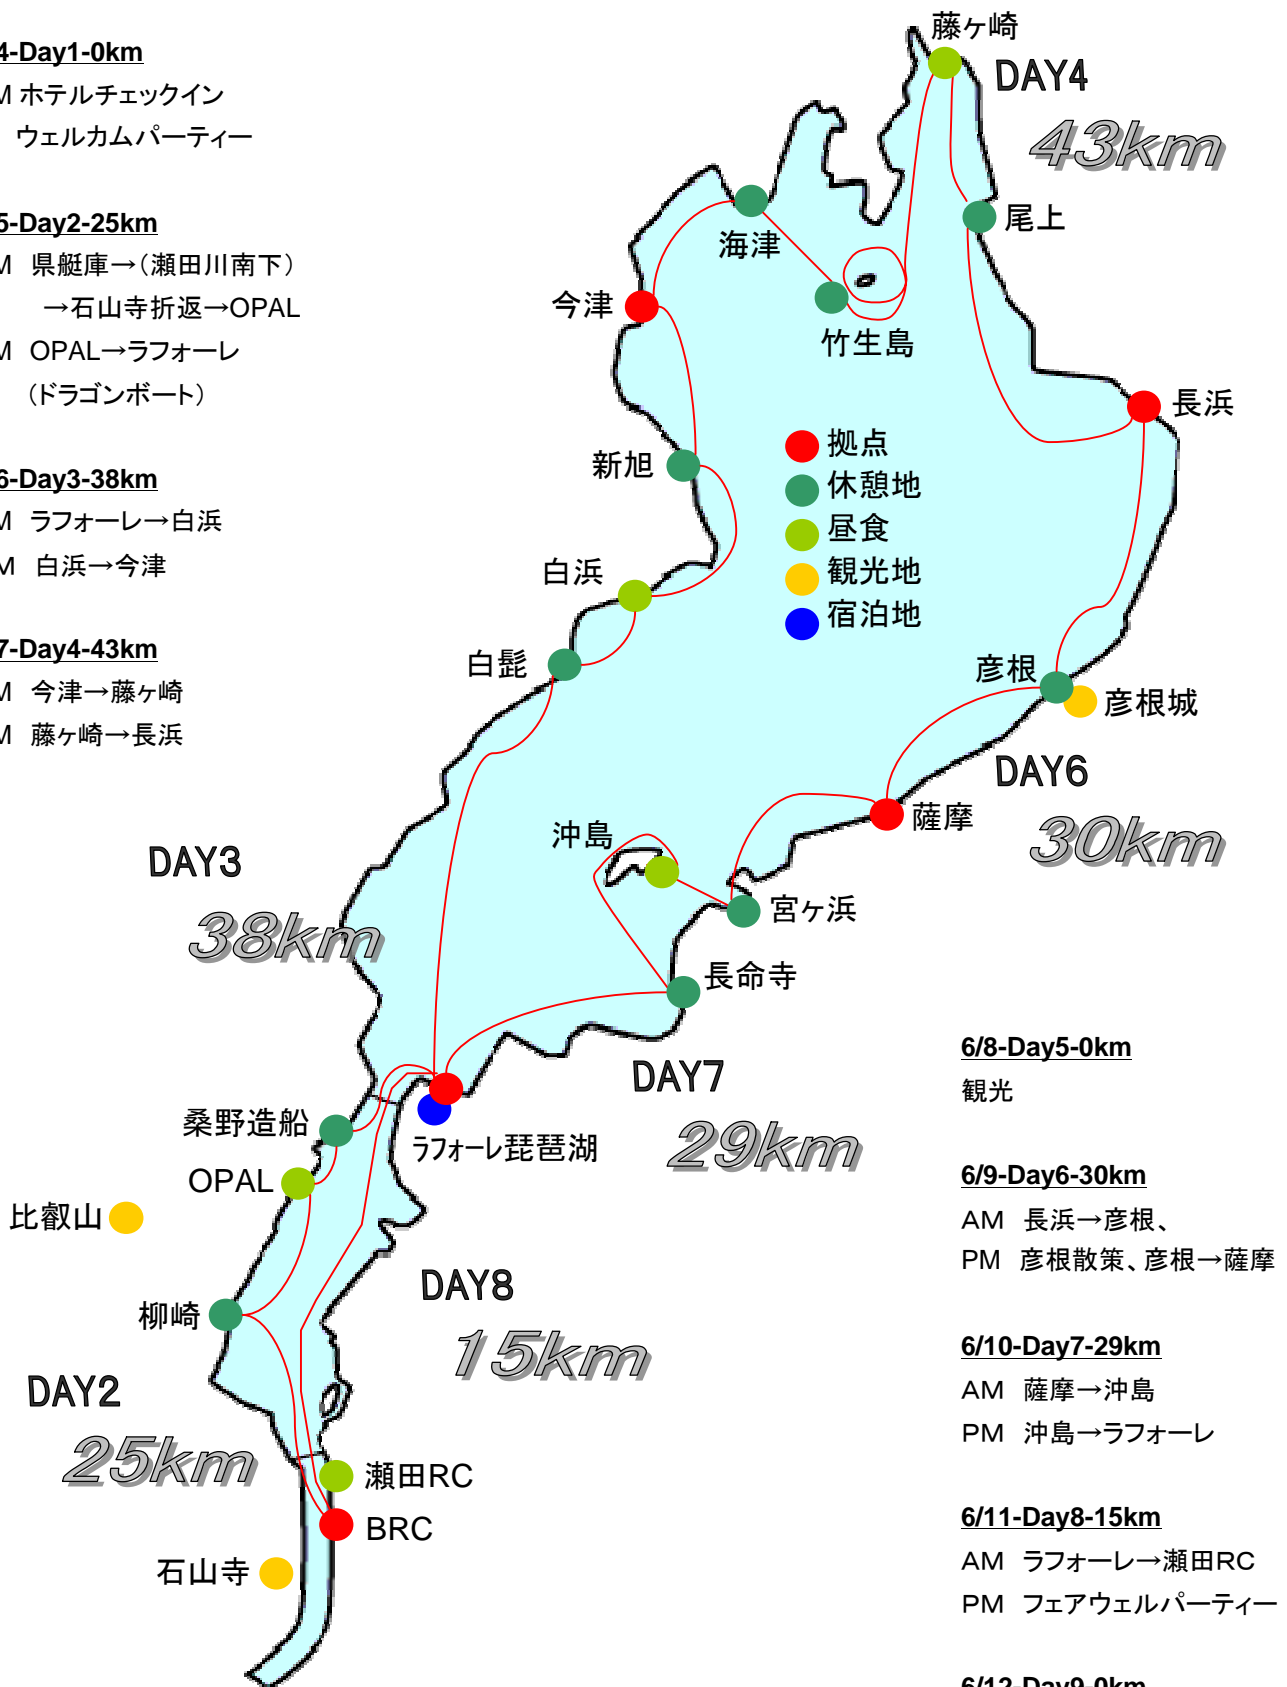 4-Day1-0km
M ホテルチェックイン
ウェルカムパーティー
5-Day2-25km
M 県艇庫→(瀬田川南下)
→石山寺折返→OPAL
M OPAL→ラフォーレ
(ドラゴンボート)
6-Day3-38km
M ラフォーレ→白浜
M 白浜→今津
7-Day4-43km
M 今津→藤ヶ崎
M 藤ヶ崎→長浜
藤ヶ崎
DAY4
43km
尾上
海津
今津
竹生島
長浜
新旭
拠点
休憩地
昼食
観光地
宿泊地
白浜
白髭
彦根
彦根城
DAY6
30km
薩摩
沖島
DAY3
38km
宮ヶ浜
長命寺
DAY7
29km
桑野造船
ラフォーレ琵琶湖
OPAL
比叡山
柳崎
DAY8
15km
DAY2
25km
瀬田RC
BRC
石山寺
6/8-Day5-0km
観光
6/9-Day6-30km
AM 長浜→彦根、
PM 彦根散策、彦根→薩摩
6/10-Day7-29km
AM 薩摩→沖島
PM 沖島→ラフォーレ
6/11-Day8-15km
AM ラフォーレ→瀬田RC
PM フェアウェルパーティー
6/12-Day9-0km